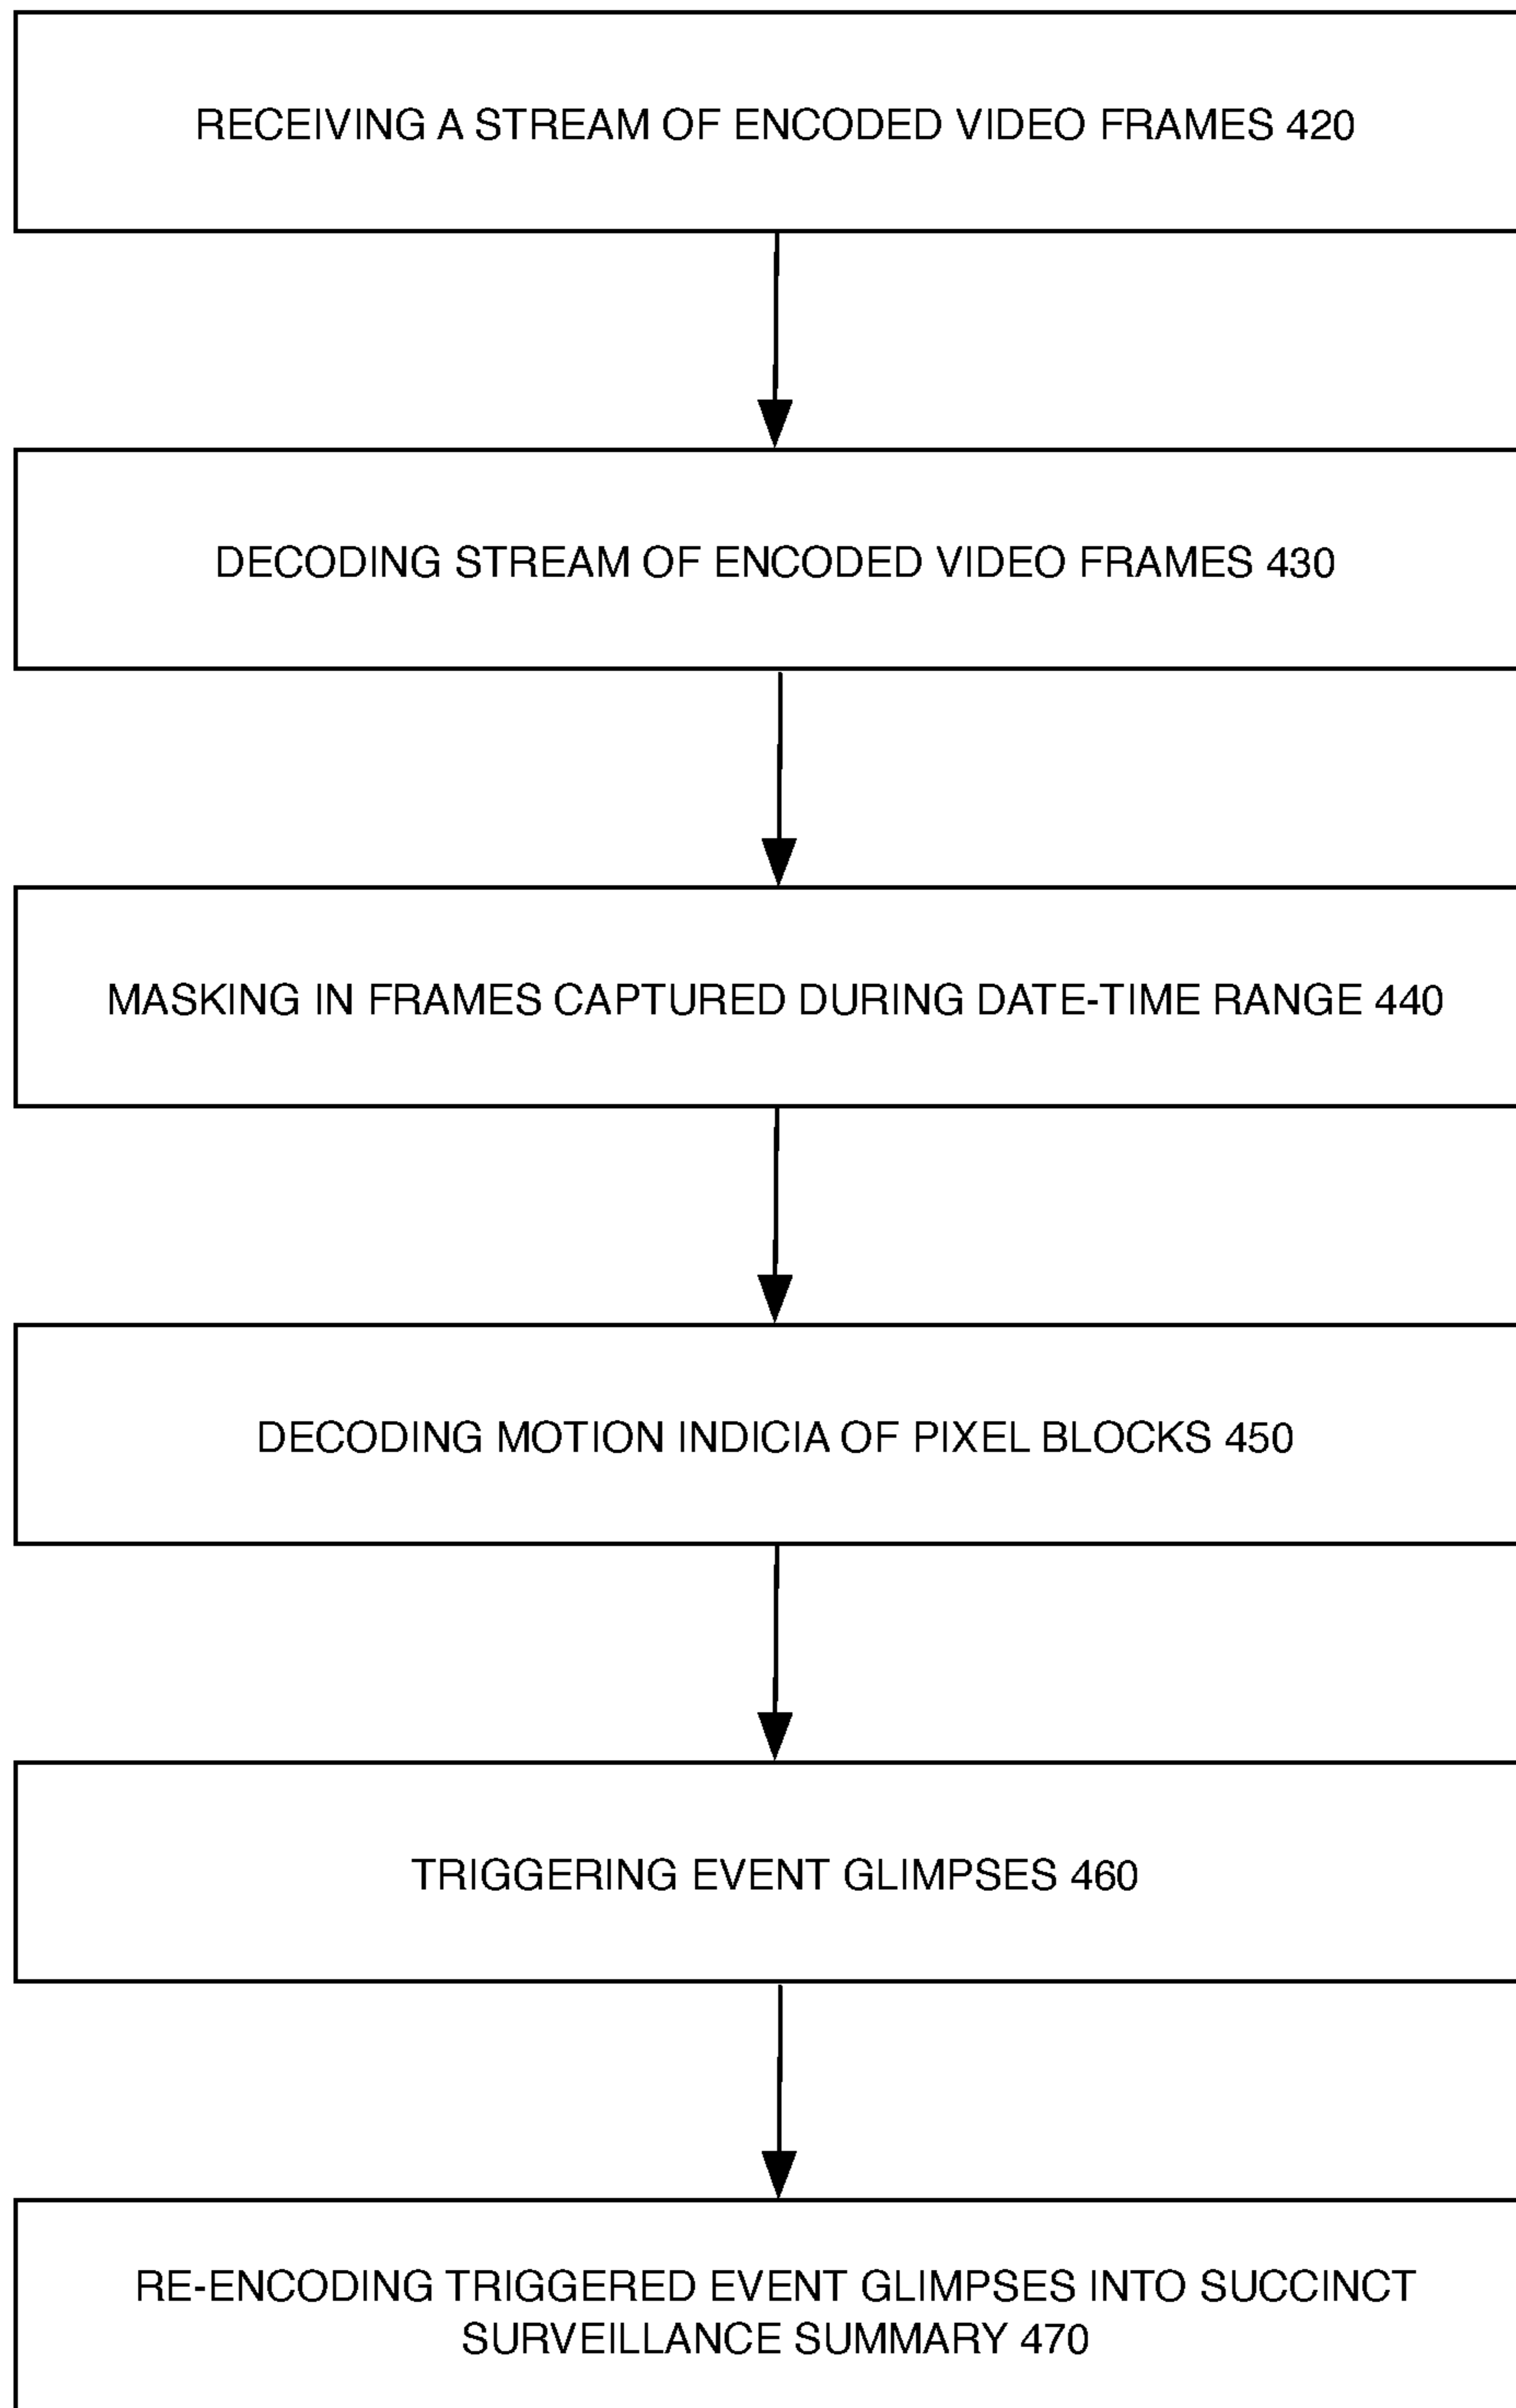 RECEIVING A STREAM OF ENCODED VIDEO FRAMES 420
DECODING STREAM OF ENCODED VIDEO FRAMES 430
MASKING IN FRAMES CAPTURED DURING DATE-TIME RANGE 440
DECODING MOTION INDICIA OF PIXEL BLOCKS 450
TRIGGERING EVENT GLIMPSES 460
RE-ENCODING TRIGGERED EVENT GLIMPSES INTO SUCCINCT
SURVEILLANCE SUMMARY 470